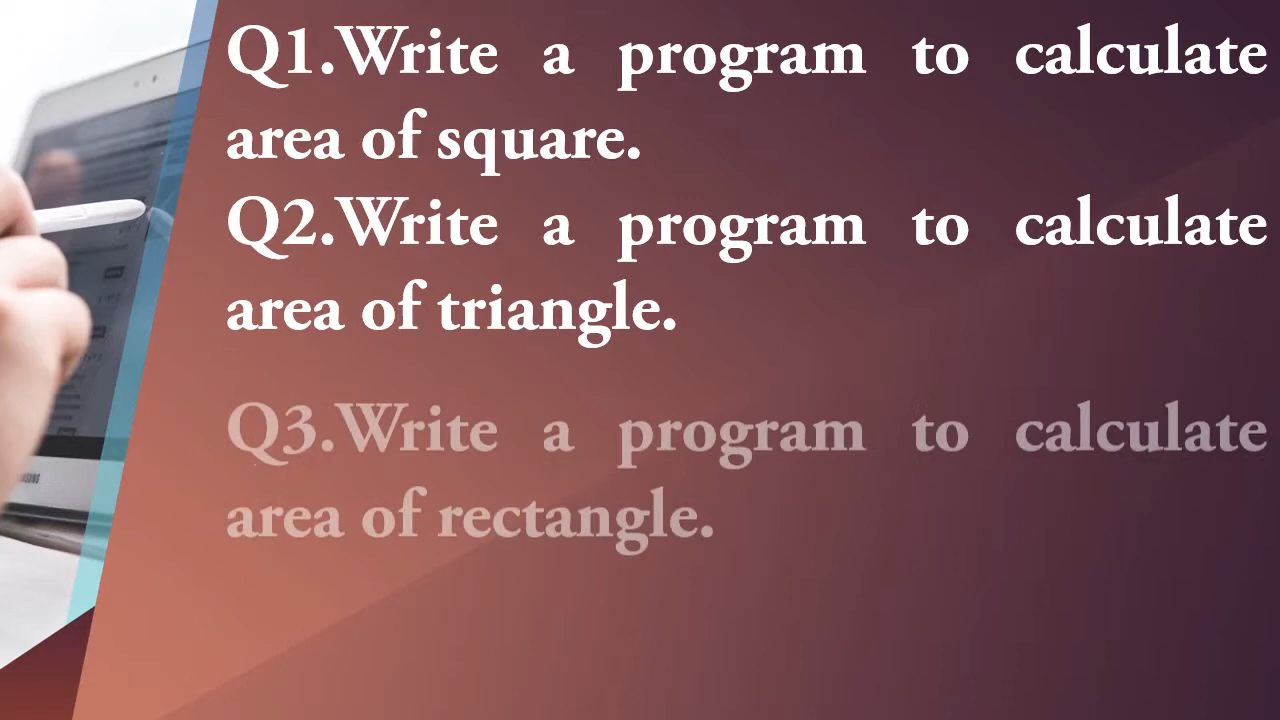 Q1.Write a program to calculate
area of square.
Q2.Write a program to calculate
area of triangle.
Q3.Write a program to calculate
area of rectangle.